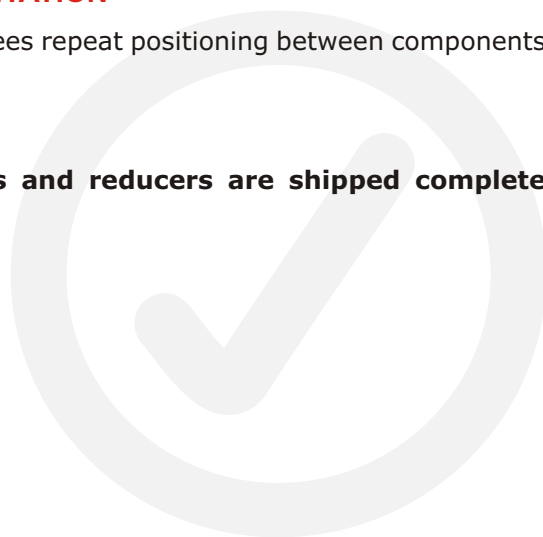 ees repeat positioning between components
s and reducers are shipped complete